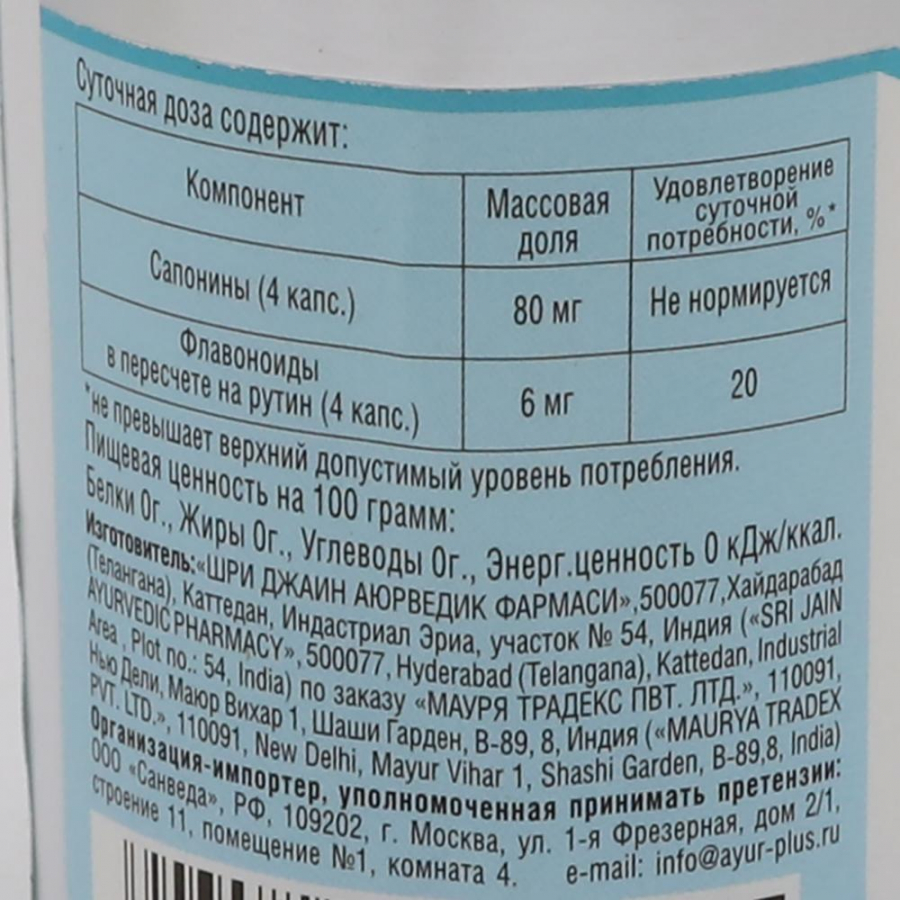 Суточная доза содержит:
Компонент
Массовая
доля
Удовлетворение
суточной
потребности, %*
Сапонины (4 капс.)
80 мг
Не нормируется
Флавоноиды
в пересчете на рутин (4 капс.)
6 мг
20
*не превышает верхний допустимый уровень потребления.
Пищевая ценность на 100 грамм:
Белки 0г., Жиры 0г., Углеводы 0г., Энерг.ценность 0 кДж/ккал.
Изготовитель:«ШРИ ДЖАИН АЮРВЕДИК ФАРМАСИ»,500077,Хайдарабад
(Телангана), Каттедан, Индастриал Эриа, участок № 54, Индия («SRI JAIN
AYURVEDIC PHARMACY», 500077, Hyderabad (Telangana), Kattedan, Industrial
Area , Plot no.: 54, India) по заказу «МАУРЯ ТРАДЕКС ПВТ. ЛТД.», 110091,
Нью Дели, Маюр Вихар 1, Шаши Гарден, В-89, 8, Индия («MAURYA TRADEX
PVT. LTD.», 110091, New Delhi, Mayur Vihar 1, Shashi Garden, B-89,8, India)
Организация-импортер, уполномоченная принимать претензии:
ООО «Санведа», РФ, 109202, г. Москва, ул. 1-я Фрезерная, дом 2/1,
строение 11, помещение №1, комната 4. e-mail: info@ayur-plus.ru